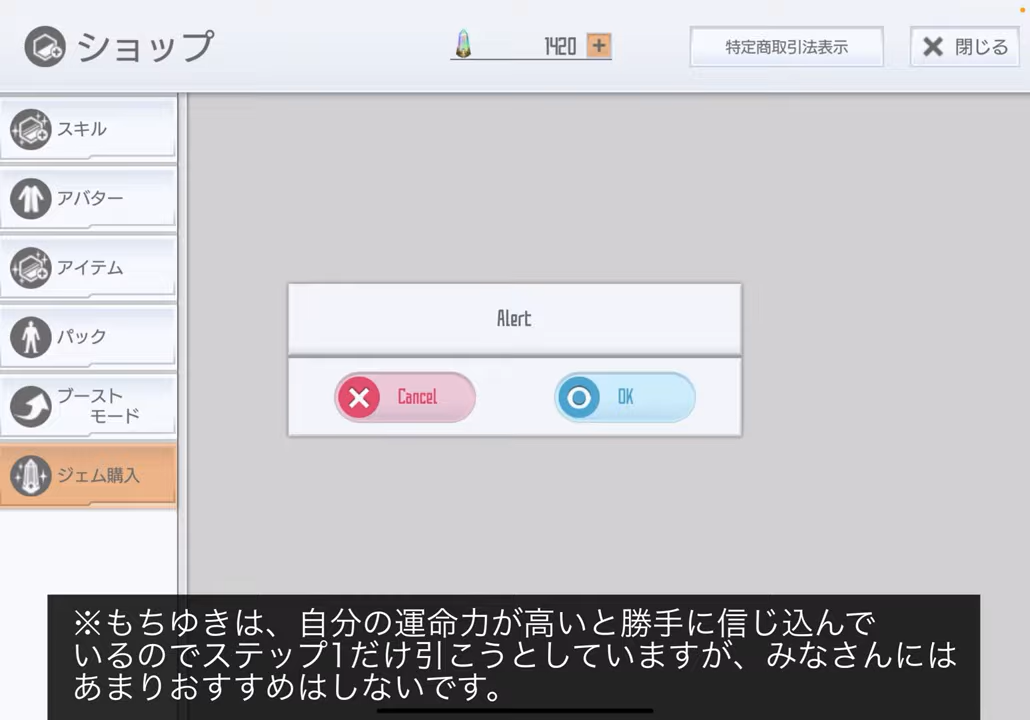 ショップ
1420
特定商取引法表示
閉じる
スキル
アバター
アイテム
パック
ブースト
モード
ジェム購入
Alert
Cancel
OK
※もちゆきは、自分の運命力が高いと勝手に信じ込んで
いるのでステップ1だけ引こうとしていますが、みなさんには
あまりおすすめはしないです。